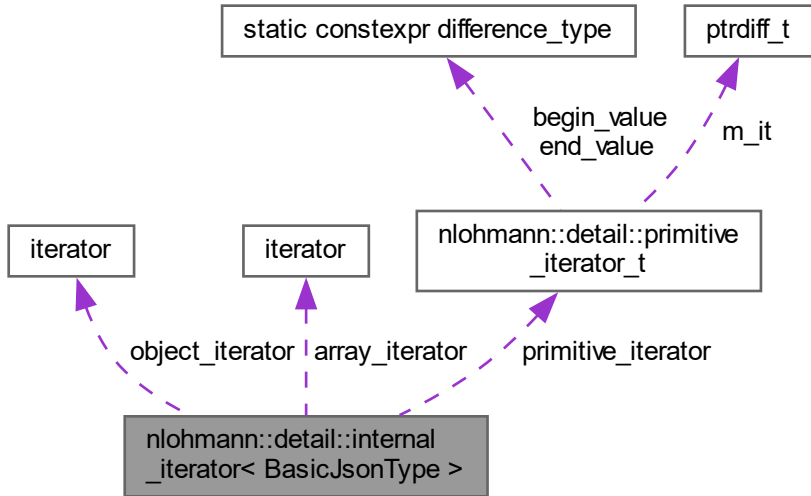 static constexpr difference_type
ptrdiff_t
begin_value
end_value
m_it
nlohmann::detail::primitive
_iterator_t
iterator
iterator
object_iterator
array_iterator
primitive_iterator
nlohmann::detail::internal
_iterator< BasicJsonType >